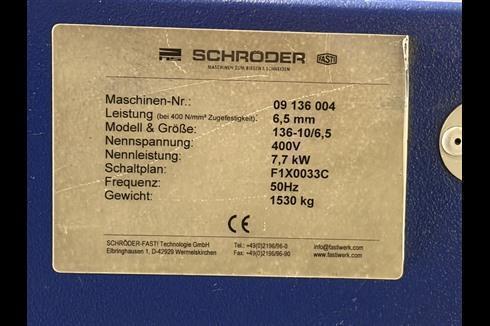 SCHRÖDER FASTI
MASCHINEN ZUM BIEGEN & SCHNEIDEN
Maschinen-Nr.: 09 136 004
Leistung (bei 400 N/mm² Zugefestigkeit): 6,5 mm
Modell & Größe: 136-10/6,5
Nennspannung: 400V
Nennleistung: 7,7 kW
Schaltplan: F1X0033C
Frequenz: 50Hz
Gewicht: 1530 kg
CE
SCHRÖDER-FASTI Technologie GmbH Tel.: +49(0)2196/96-0 info@fastiwerk.com
Elbringhausen 1, D-42929 Wermelskirchen Fax: +49(0)2196/96-90 www.fastiwerk.com